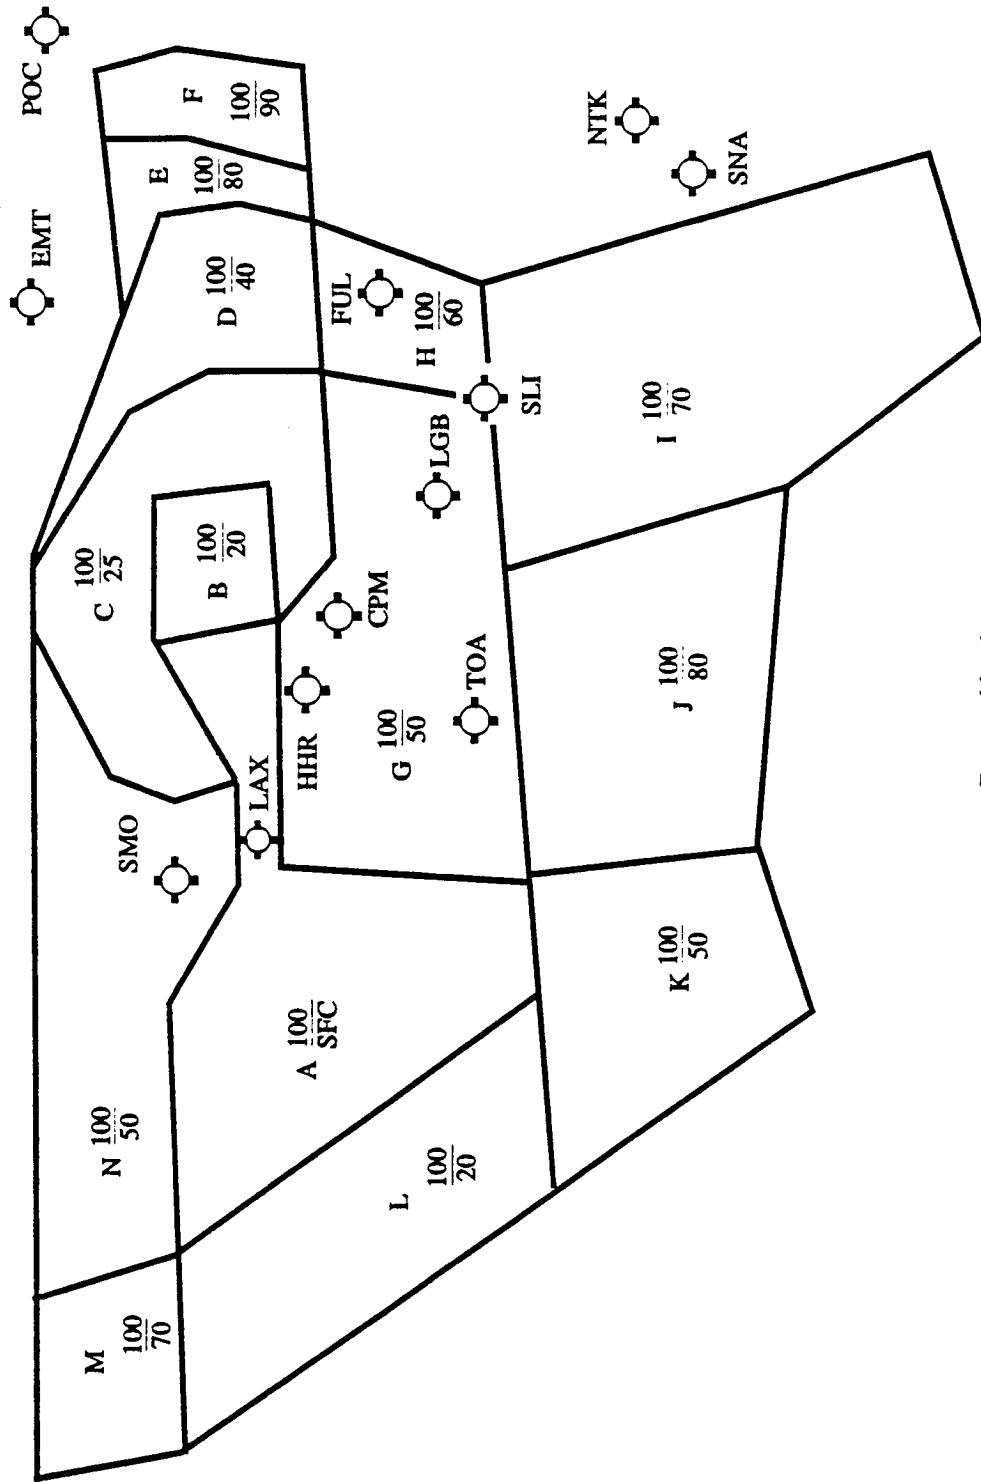 POC
EMT
M 100
70
N 100
50
C 100
25
SMO
E 100
80
F 100
90
B 100
20
D 100
40
LAX
A 100
SFC
HHR
FUL
CPM
L 100
20
G 100
50
H 100
60
LGB
TOA
SLI
NTK
K 100
50
J 100
80
I 100
70
SNA